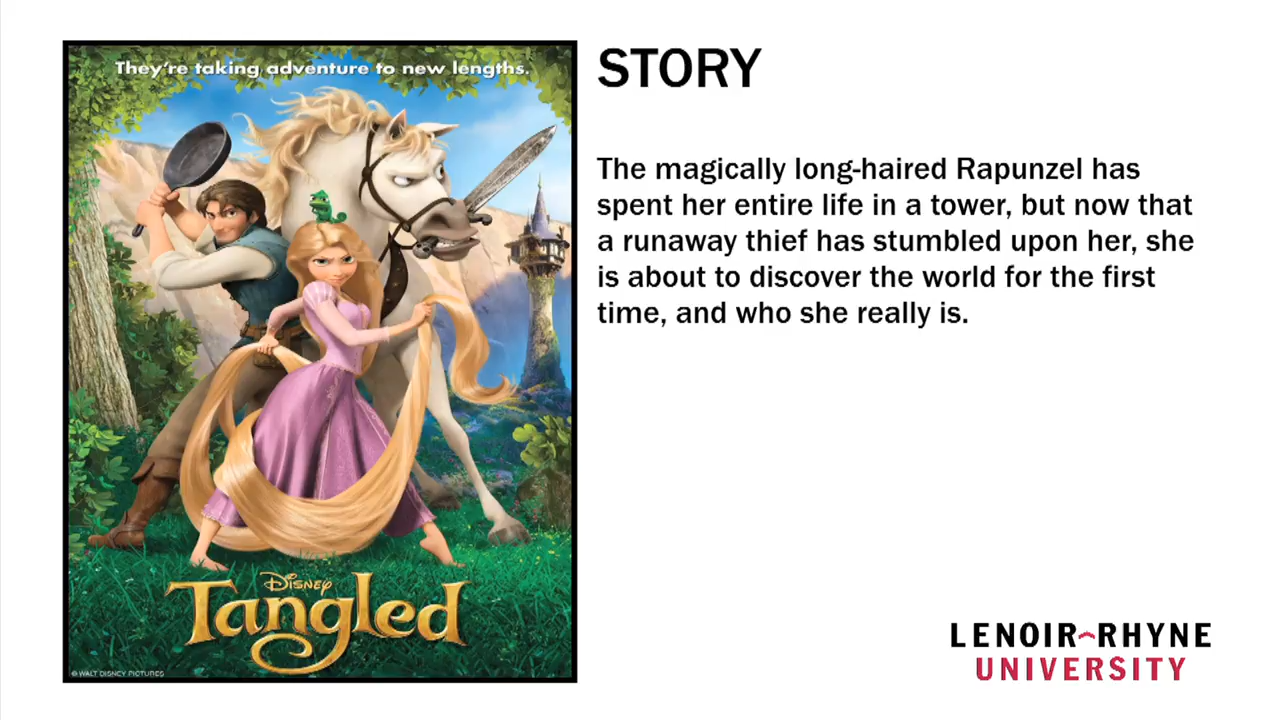 They're taking adventure to new lengths.
DISNEY
Tangled
© WALT DISNEY PICTURES
STORY
The magically long-haired Rapunzel has
spent her entire life in a tower, but now that
a runaway thief has stumbled upon her, she
is about to discover the world for the first
time, and who she really is.
LENOIR-RHYNE
UNIVERSITY